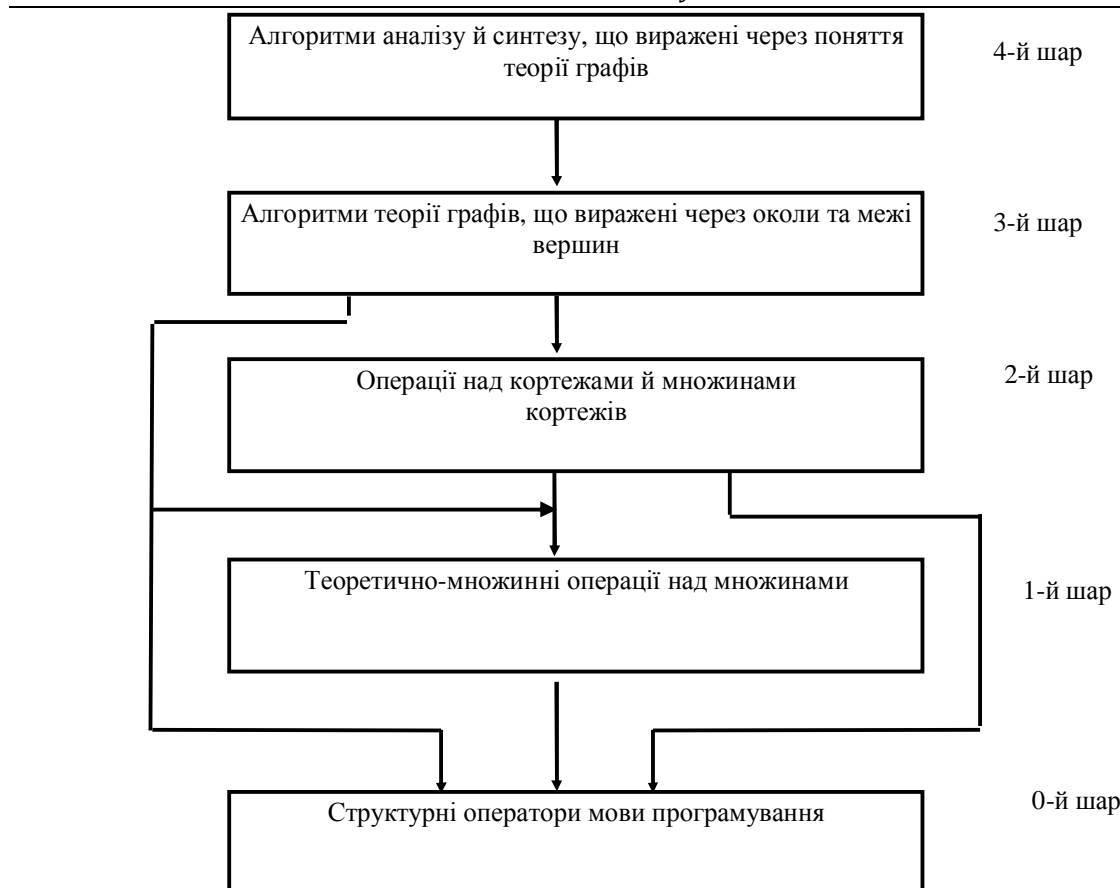 Алгоритми аналізу й синтезу, що виражені через поняття
теорії графів
4-й шар
Алгоритми теорії графів, що виражені через околи та межі
вершин
3-й шар
Операції над кортежами й множинами
кортежів
2-й шар
Теоретично-множинні операції над множинами
1-й шар
Структурні оператори мови програмування
0-й шар